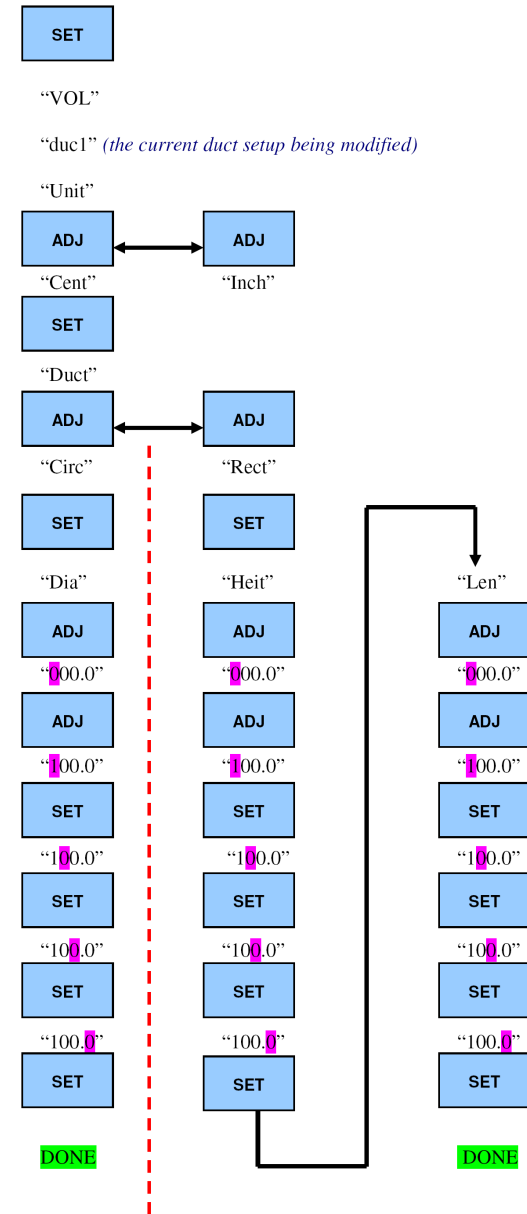 SET
“VOL”
“duc1” (the current duct setup being modified)
“Unit”
ADJ ADJ
“Cent” “Inch”
SET
“Duct”
ADJ ADJ
“Circ” “Rect”
SET SET
“Dia” “Heit” “Len”
ADJ ADJ ADJ
“000.0” “000.0” “000.0”
ADJ ADJ ADJ
“100.0” “100.0” “100.0”
SET SET SET
“100.0” “100.0” “100.0”
SET SET SET
“100.0” “100.0” “100.0”
SET SET SET
“100.0” “100.0” “100.0”
SET SET SET
DONE DONE